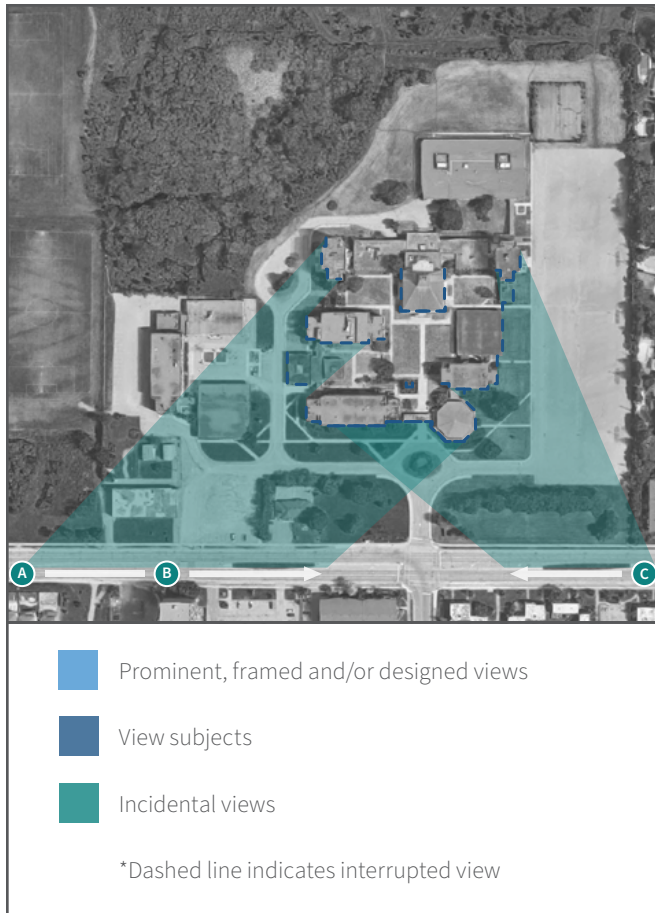 A
B
C
Prominent, framed and/or designed views
View subjects
Incidental views
*Dashed line indicates interrupted view